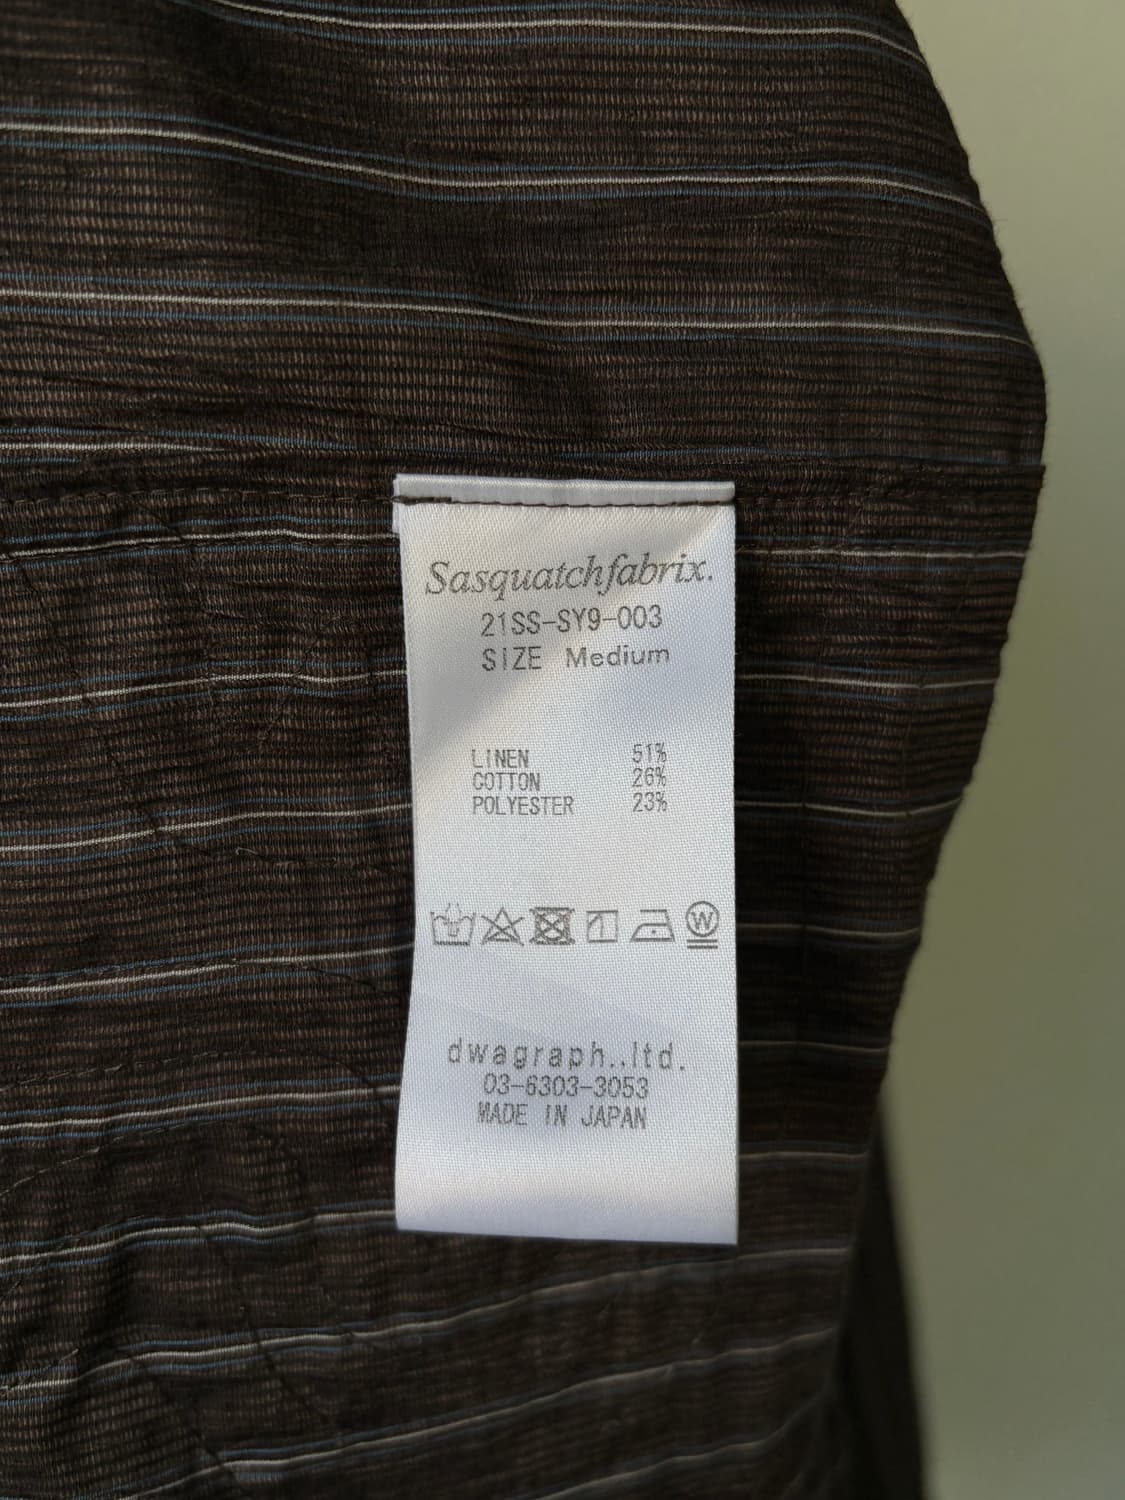 Sasquatchfabrix.
21SS-SY9-003
SIZE Medium
LINEN 51%
COTTON 26%
POLYESTER 23%
W
dwagraph..ltd.
03-6303-3053
MADE IN JAPAN